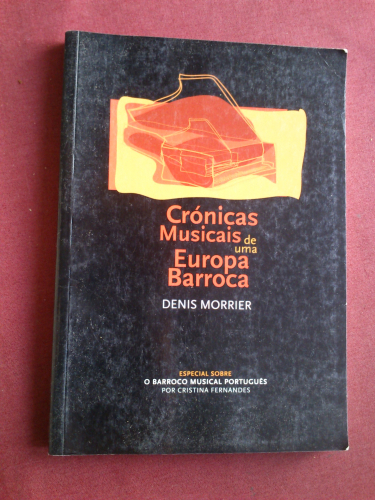 Crónicas
Musicais de
uma
Europa
Barroca
DENIS MORRIER
ESPECIAL SOBRE
O BARROCO MUSICAL PORTUGUÊS
POR CRISTINA FERNANDES